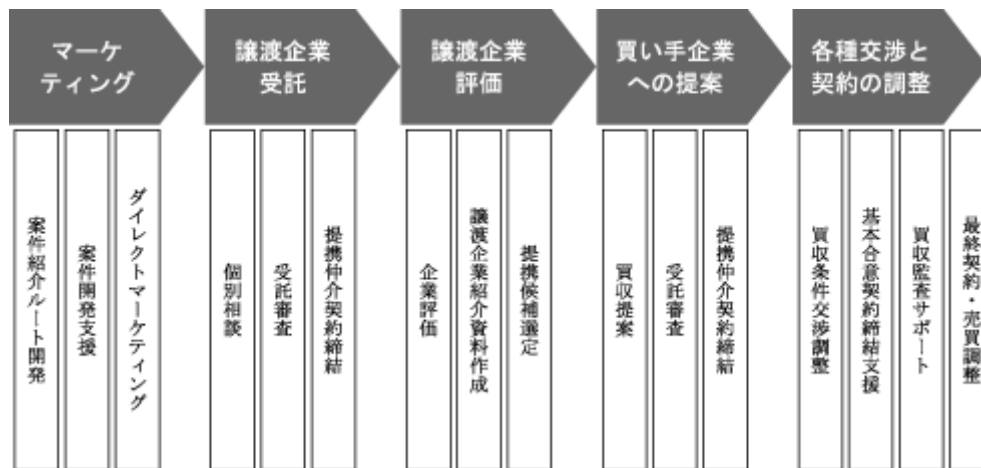 マーケ
ティング
譲渡企業
受託
譲渡企業
評価
買い手企業
への提案
各種交渉と
契約の調整
案件紹介ルート開発
案件開発支援
ダイレクトマーケティング
個別相談
受託審査
提携仲介契約締結
企業評価
譲渡企業紹介資料作成
提携候補選定
買収提案
受託審査
提携仲介契約締結
買収条件交渉調整
基本合意契約締結支援
買収監査サポート
最終契約・売買調整